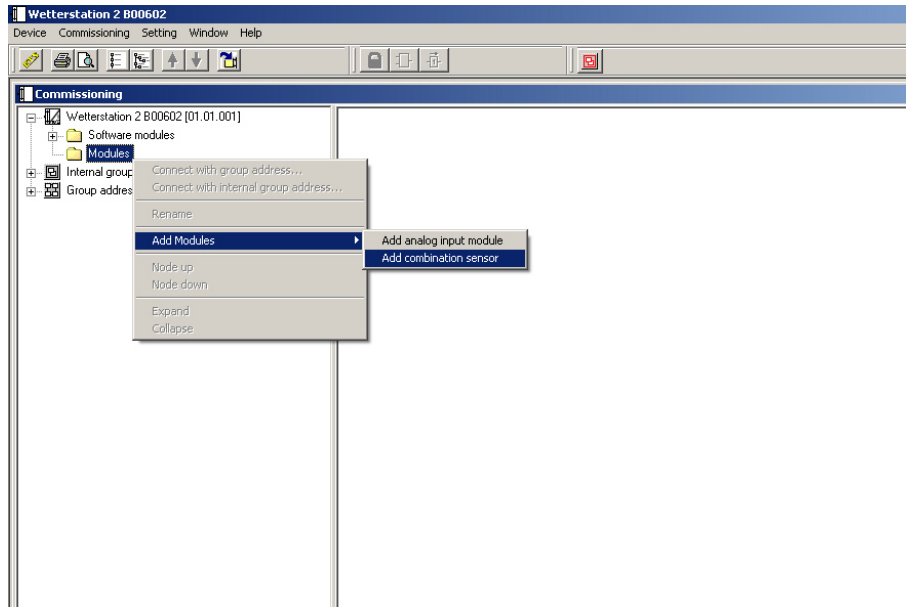 Wetterstation 2 B00602
Device Commissioning Setting Window Help
Commissioning
Wetterstation 2 B00602 [01.01.001]
Software modules
Modules
Internal group
Group addres
Connect with group address...
Connect with internal group address...
Rename
Add Modules
Add analog input module
Add combination sensor
Node up
Node down
Expand
Collapse